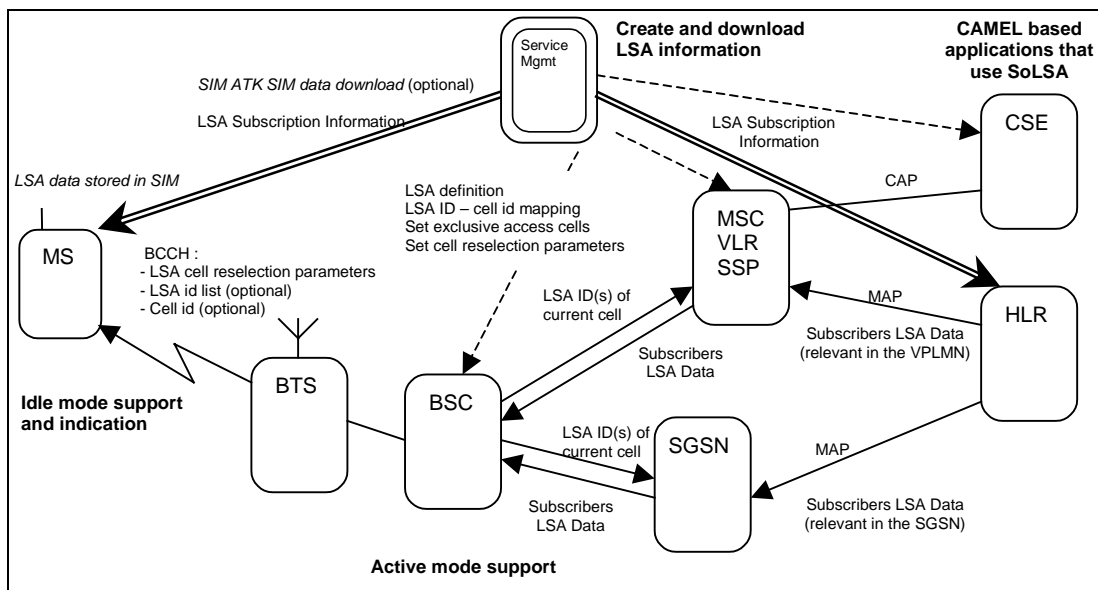 Service
Mgmt
Create and download
LSA information
CAMEL based
applications that
use SoLSA
SIM ATK SIM data download (optional)
LSA Subscription Information
LSA Subscription
Information
CSE
LSA data stored in SIM
CAP
LSA definition
LSA ID – cell id mapping
Set exclusive access cells
Set cell reselection parameters
MSC
VLR
SSP
MS
BCCH :
- LSA cell reselection parameters
- LSA id list (optional)
- Cell id (optional)
LSA ID(s) of
current cell
MAP
HLR
Subscribers LSA Data
(relevant in the VPLMN)
Subscribers
LSA Data
BTS
BSC
Idle mode support
and indication
LSA ID(s) of
current cell
SGSN
MAP
Subscribers
LSA Data
Subscribers LSA Data
(relevant in the SGSN)
Active mode support